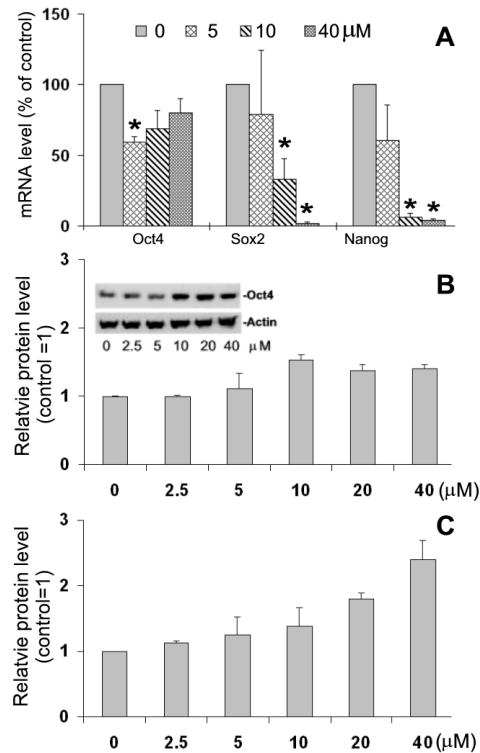 150
100
50
0
mRNA level (% of control)
0 5 10 40 μM
A
*
*
*
*
*
Oct4 Sox2 Nanog
B
3
2
1
0
Relatvie protein level
(control =1)
-Oct4
-Actin
0 2.5 5 10 20 40 μM
0 2.5 5 10 20 40 (μM)
C
3
2
1
0
Relatvie protein level
(control=1)
0 2.5 5 10 20 40 (μM)